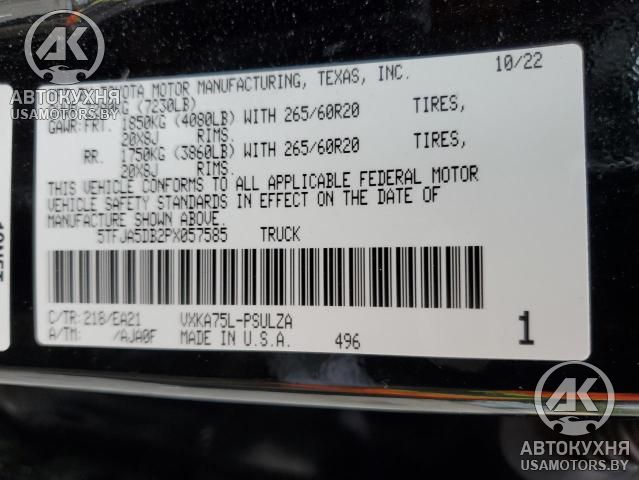 AK
АВТОКУХНЯ
USAMOTORS.BY
TOYOTA MOTOR MANUFACTURING, TEXAS, INC. 10/22
(7230LB)
GAWR: FRT. 1850KG (4080LB) WITH 265/60R20 TIRES,
20X8J RIMS.
RR. 1750KG (3860LB) WITH 265/60R20 TIRES,
20X8J RIMS.
THIS VEHICLE CONFORMS TO ALL APPLICABLE FEDERAL MOTOR
VEHICLE SAFETY STANDARDS IN EFFECT ON THE DATE OF
MANUFACTURE SHOWN ABOVE.
5TFJA5DB2PX057585 TRUCK
C/TR: 218/EA21 VXKA75L-PSULZA
A/TM: /AJA0F MADE IN U.S.A. 496 1
AK
АВТОКУХНЯ
USAMOTORS.BY